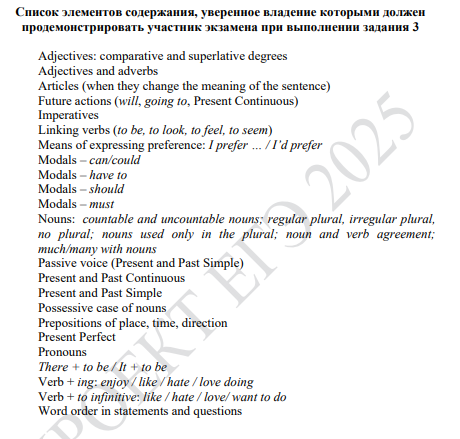 Список элементов содержания, уверенное владение которыми должен
продемонстрировать участник экзамена при выполнении задания 3
Adjectives: comparative and superlative degrees
Adjectives and adverbs
Articles (when they change the meaning of the sentence)
Future actions (will, going to, Present Continuous)
Imperatives
Linking verbs (to be, to look, to feel, to seem)
Means of expressing preference: I prefer … / I’d prefer
Modals – can/could
Modals – have to
Modals – should
Modals – must
Nouns: countable and uncountable nouns; regular plural, irregular plural,
no plural; nouns used only in the plural; noun and verb agreement;
much/many with nouns
Passive voice (Present and Past Simple)
Present and Past Continuous
Present and Past Simple
Possessive case of nouns
Prepositions of place, time, direction
Present Perfect
Pronouns
There + to be / It + to be
Verb + ing: enjoy / like / hate / love doing
Verb + to infinitive: like / hate / love/ want to do
Word order in statements and questions
ПРОЕКТ ЕГЭ 2025